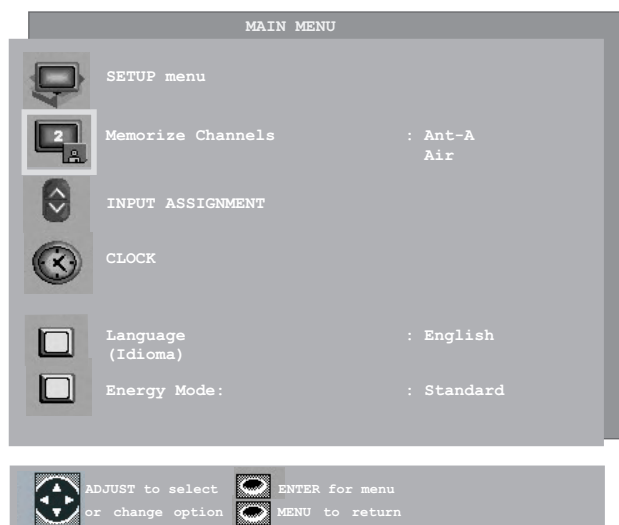 MAIN MENU
SETUP menu
2
Memorize Channels : Ant-A
Air
INPUT ASSIGNMENT
CLOCK
Language : English
(Idioma)
Energy Mode: : Standard
ADJUST to select ENTER for menu
or change option MENU to return